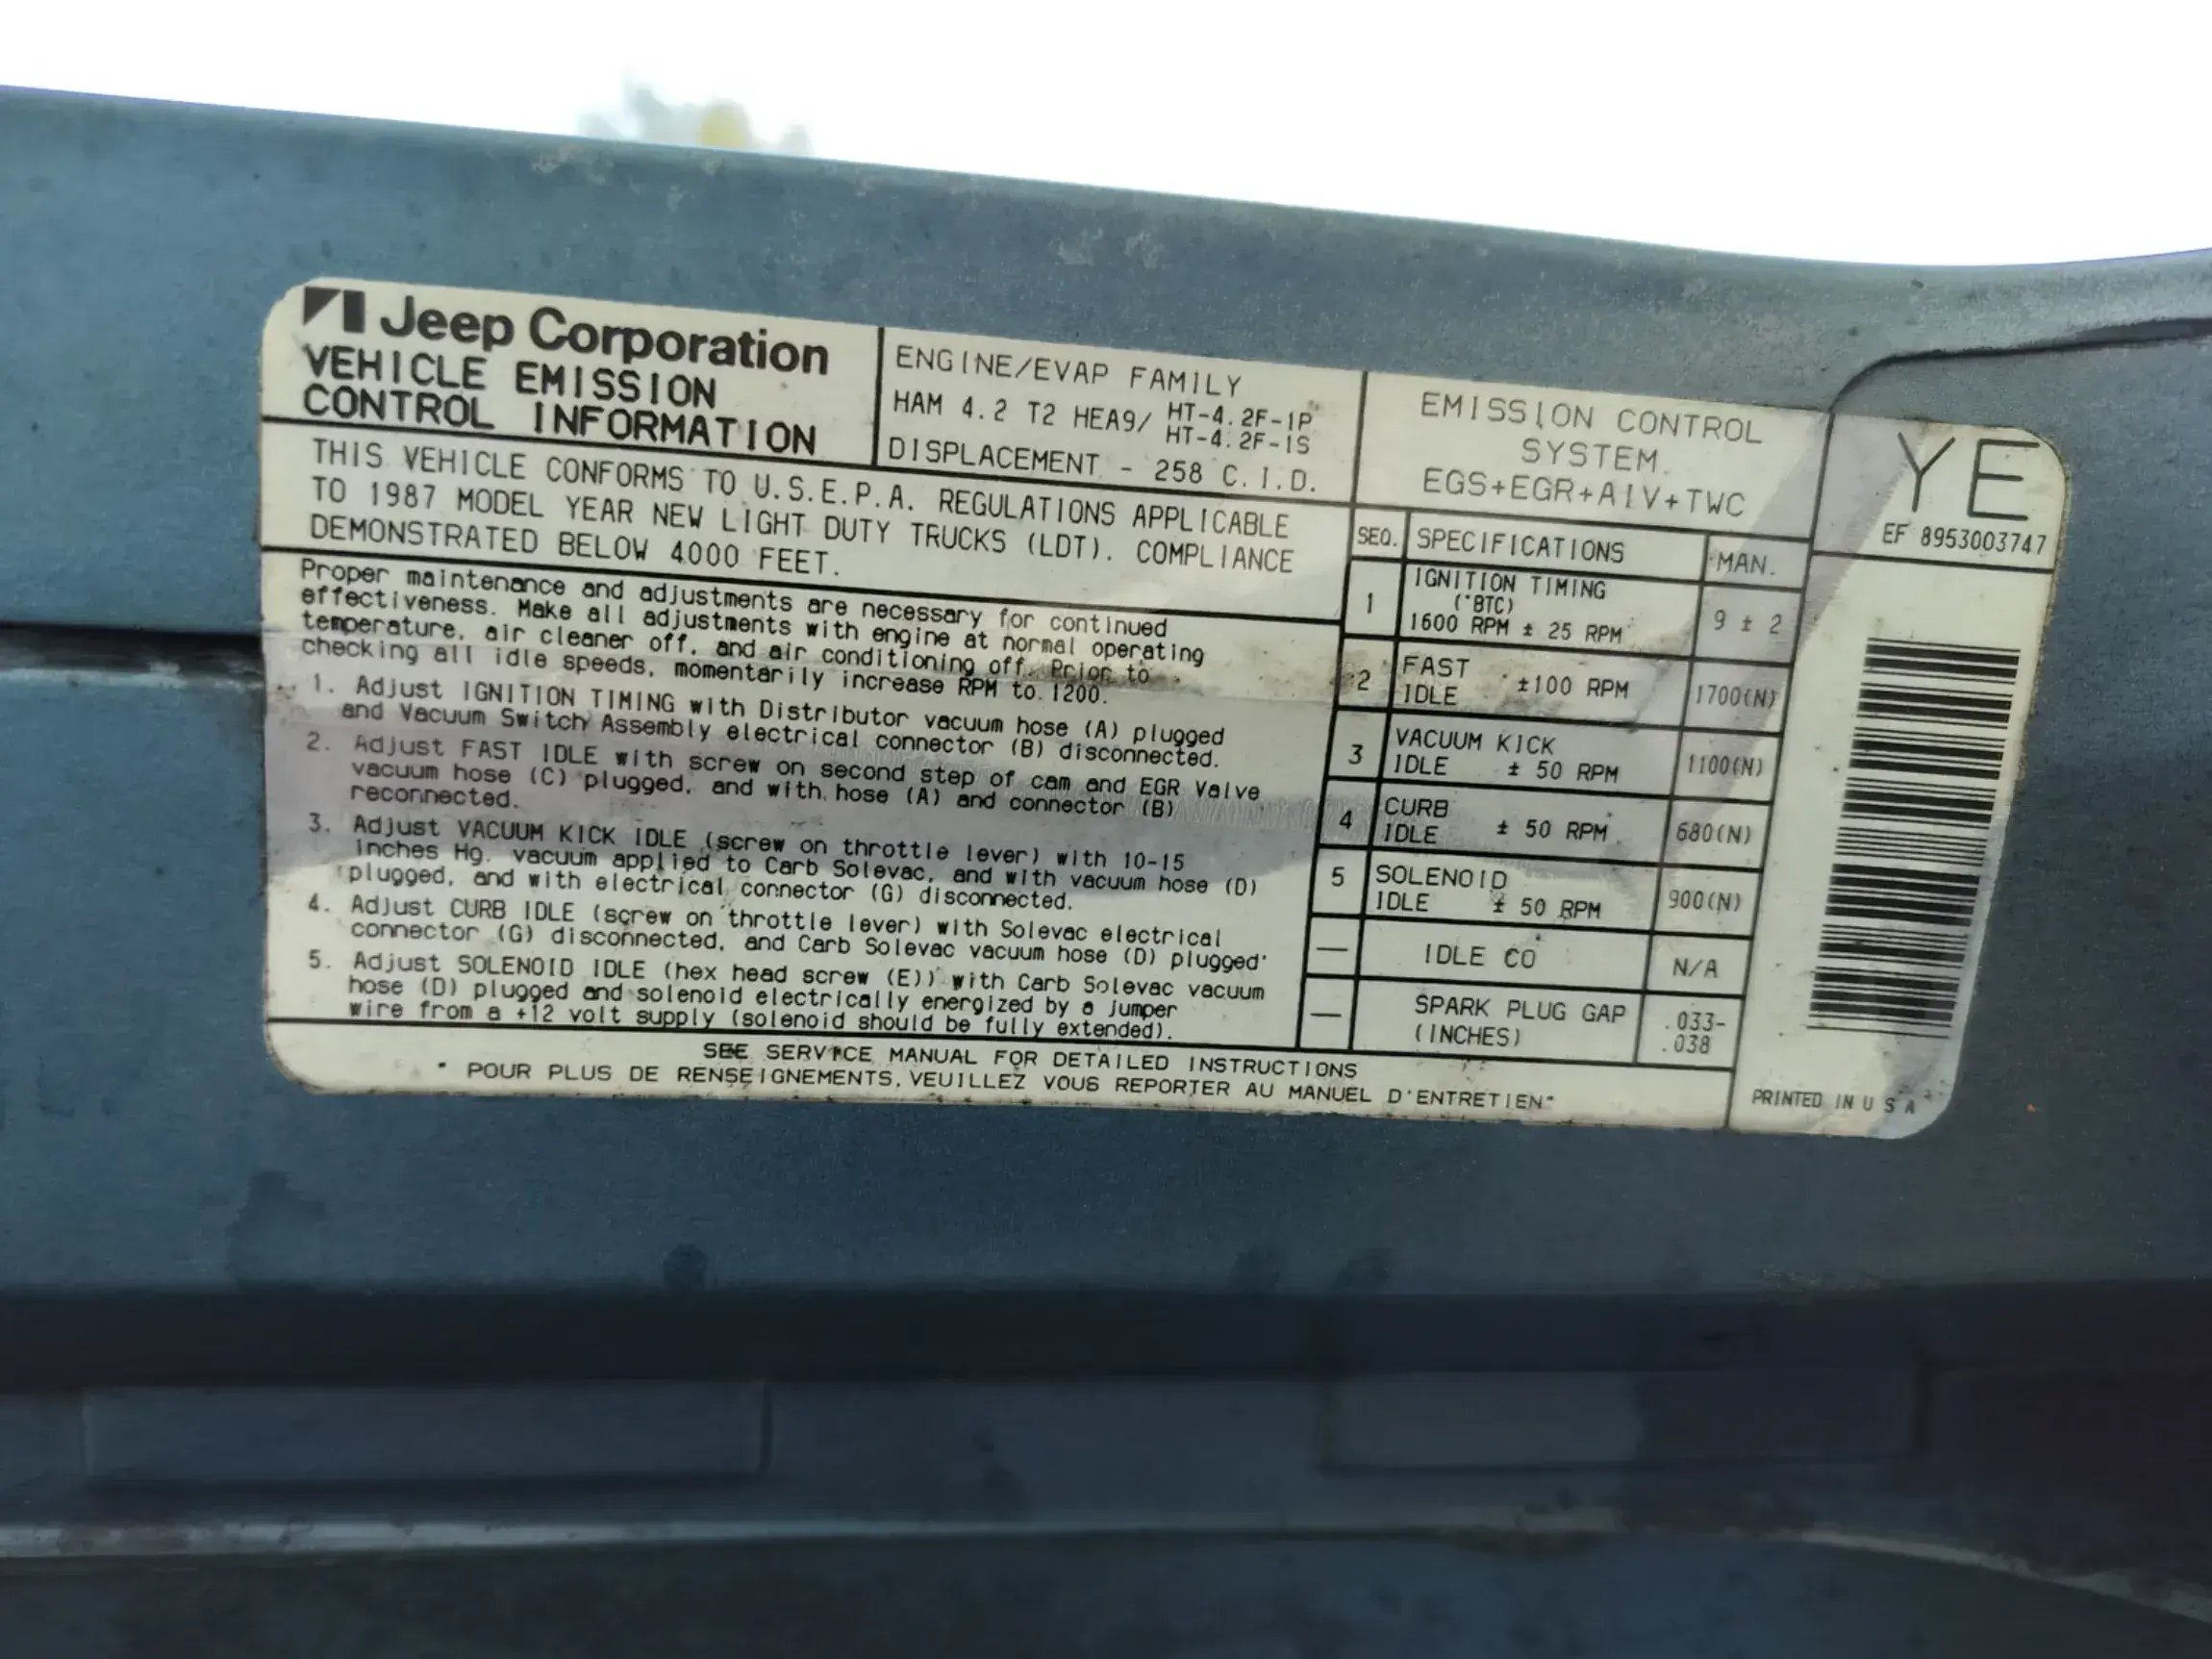 Jeep Corporation
VEHICLE EMISSION
CONTROL INFORMATION
ENGINE/EVAP FAMILY
HAM 4.2 T2 HEA9/ HT-4.2F-1P
HT-4.2F-1S
DISPLACEMENT - 258 C.I.D.
EMISSION CONTROL
SYSTEM
EGS+EGR+AIV+TWC
YE
EF 8953003747
THIS VEHICLE CONFORMS TO U.S.E.P.A. REGULATIONS APPLICABLE
TO 1987 MODEL YEAR NEW LIGHT DUTY TRUCKS (LDT). COMPLIANCE
DEMONSTRATED BELOW 4000 FEET.
Proper maintenance and adjustments are necessary for continued
effectiveness. Make all adjustments with engine at normal operating
temperature, air cleaner off, and air conditioning off. Prior to
checking all idle speeds, momentarily increase RPM to 1200.
1. Adjust IGNITION TIMING with Distributor vacuum hose (A) plugged
and Vacuum Switch Assembly electrical connector (B) disconnected.
2. Adjust FAST IDLE with screw on second step of cam and EGR Valve
vacuum hose (C) plugged, and with hose (A) and connector (B)
reconnected.
3. Adjust VACUUM KICK IDLE (screw on throttle lever) with 10-15
inches Hg. vacuum applied to Carb Solevac, and with vacuum hose (D)
plugged, and with electrical connector (G) disconnected.
4. Adjust CURB IDLE (screw on throttle lever) with Solevac electrical
connector (G) disconnected, and Carb Solevac vacuum hose (D) plugged
5. Adjust SOLENOID IDLE (hex head screw (E)) with Carb Solevac vacuum
hose (D) plugged and solenoid electrically energized by a jumper
wire from a +12 volt supply (solenoid should be fully extended).
SEQ. SPECIFICATIONS MAN.
1 IGNITION TIMING
(°BTC)
1600 RPM ± 25 RPM 9 ± 2
2 FAST
IDLE ±100 RPM 1700(N)
3 VACUUM KICK
IDLE ± 50 RPM 1100(N)
4 CURB
IDLE ± 50 RPM 680(N)
5 SOLENOID
IDLE ± 50 RPM 900(N)
— IDLE CO N/A
— SPARK PLUG GAP
(INCHES) .033-
.038
SEE SERVICE MANUAL FOR DETAILED INSTRUCTIONS
" POUR PLUS DE RENSEIGNEMENTS, VEUILLEZ VOUS REPORTER AU MANUEL D'ENTRETIEN"
PRINTED IN U S A